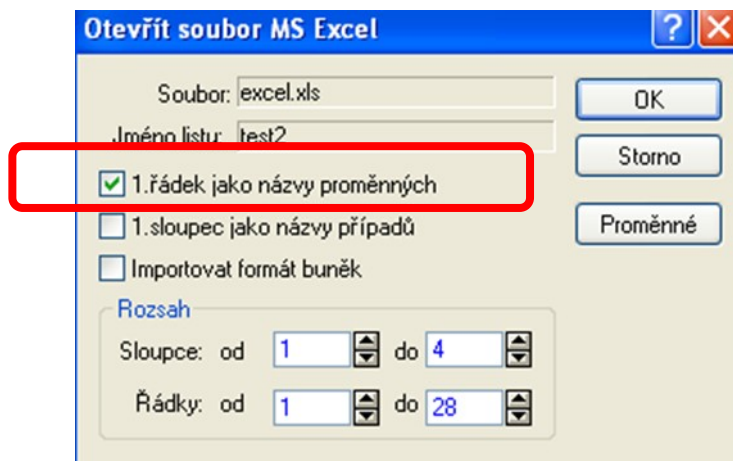 Otevřít soubor MS Excel
Soubor: excel.xls
OK
Jméno listu: test2
Storno
1.řádek jako názvy proměnných
1.sloupec jako názvy případů
Proměnné
Importovat formát buněk
Rozsah
Sloupce: od 1 do 4
Řádky: od 1 do 28